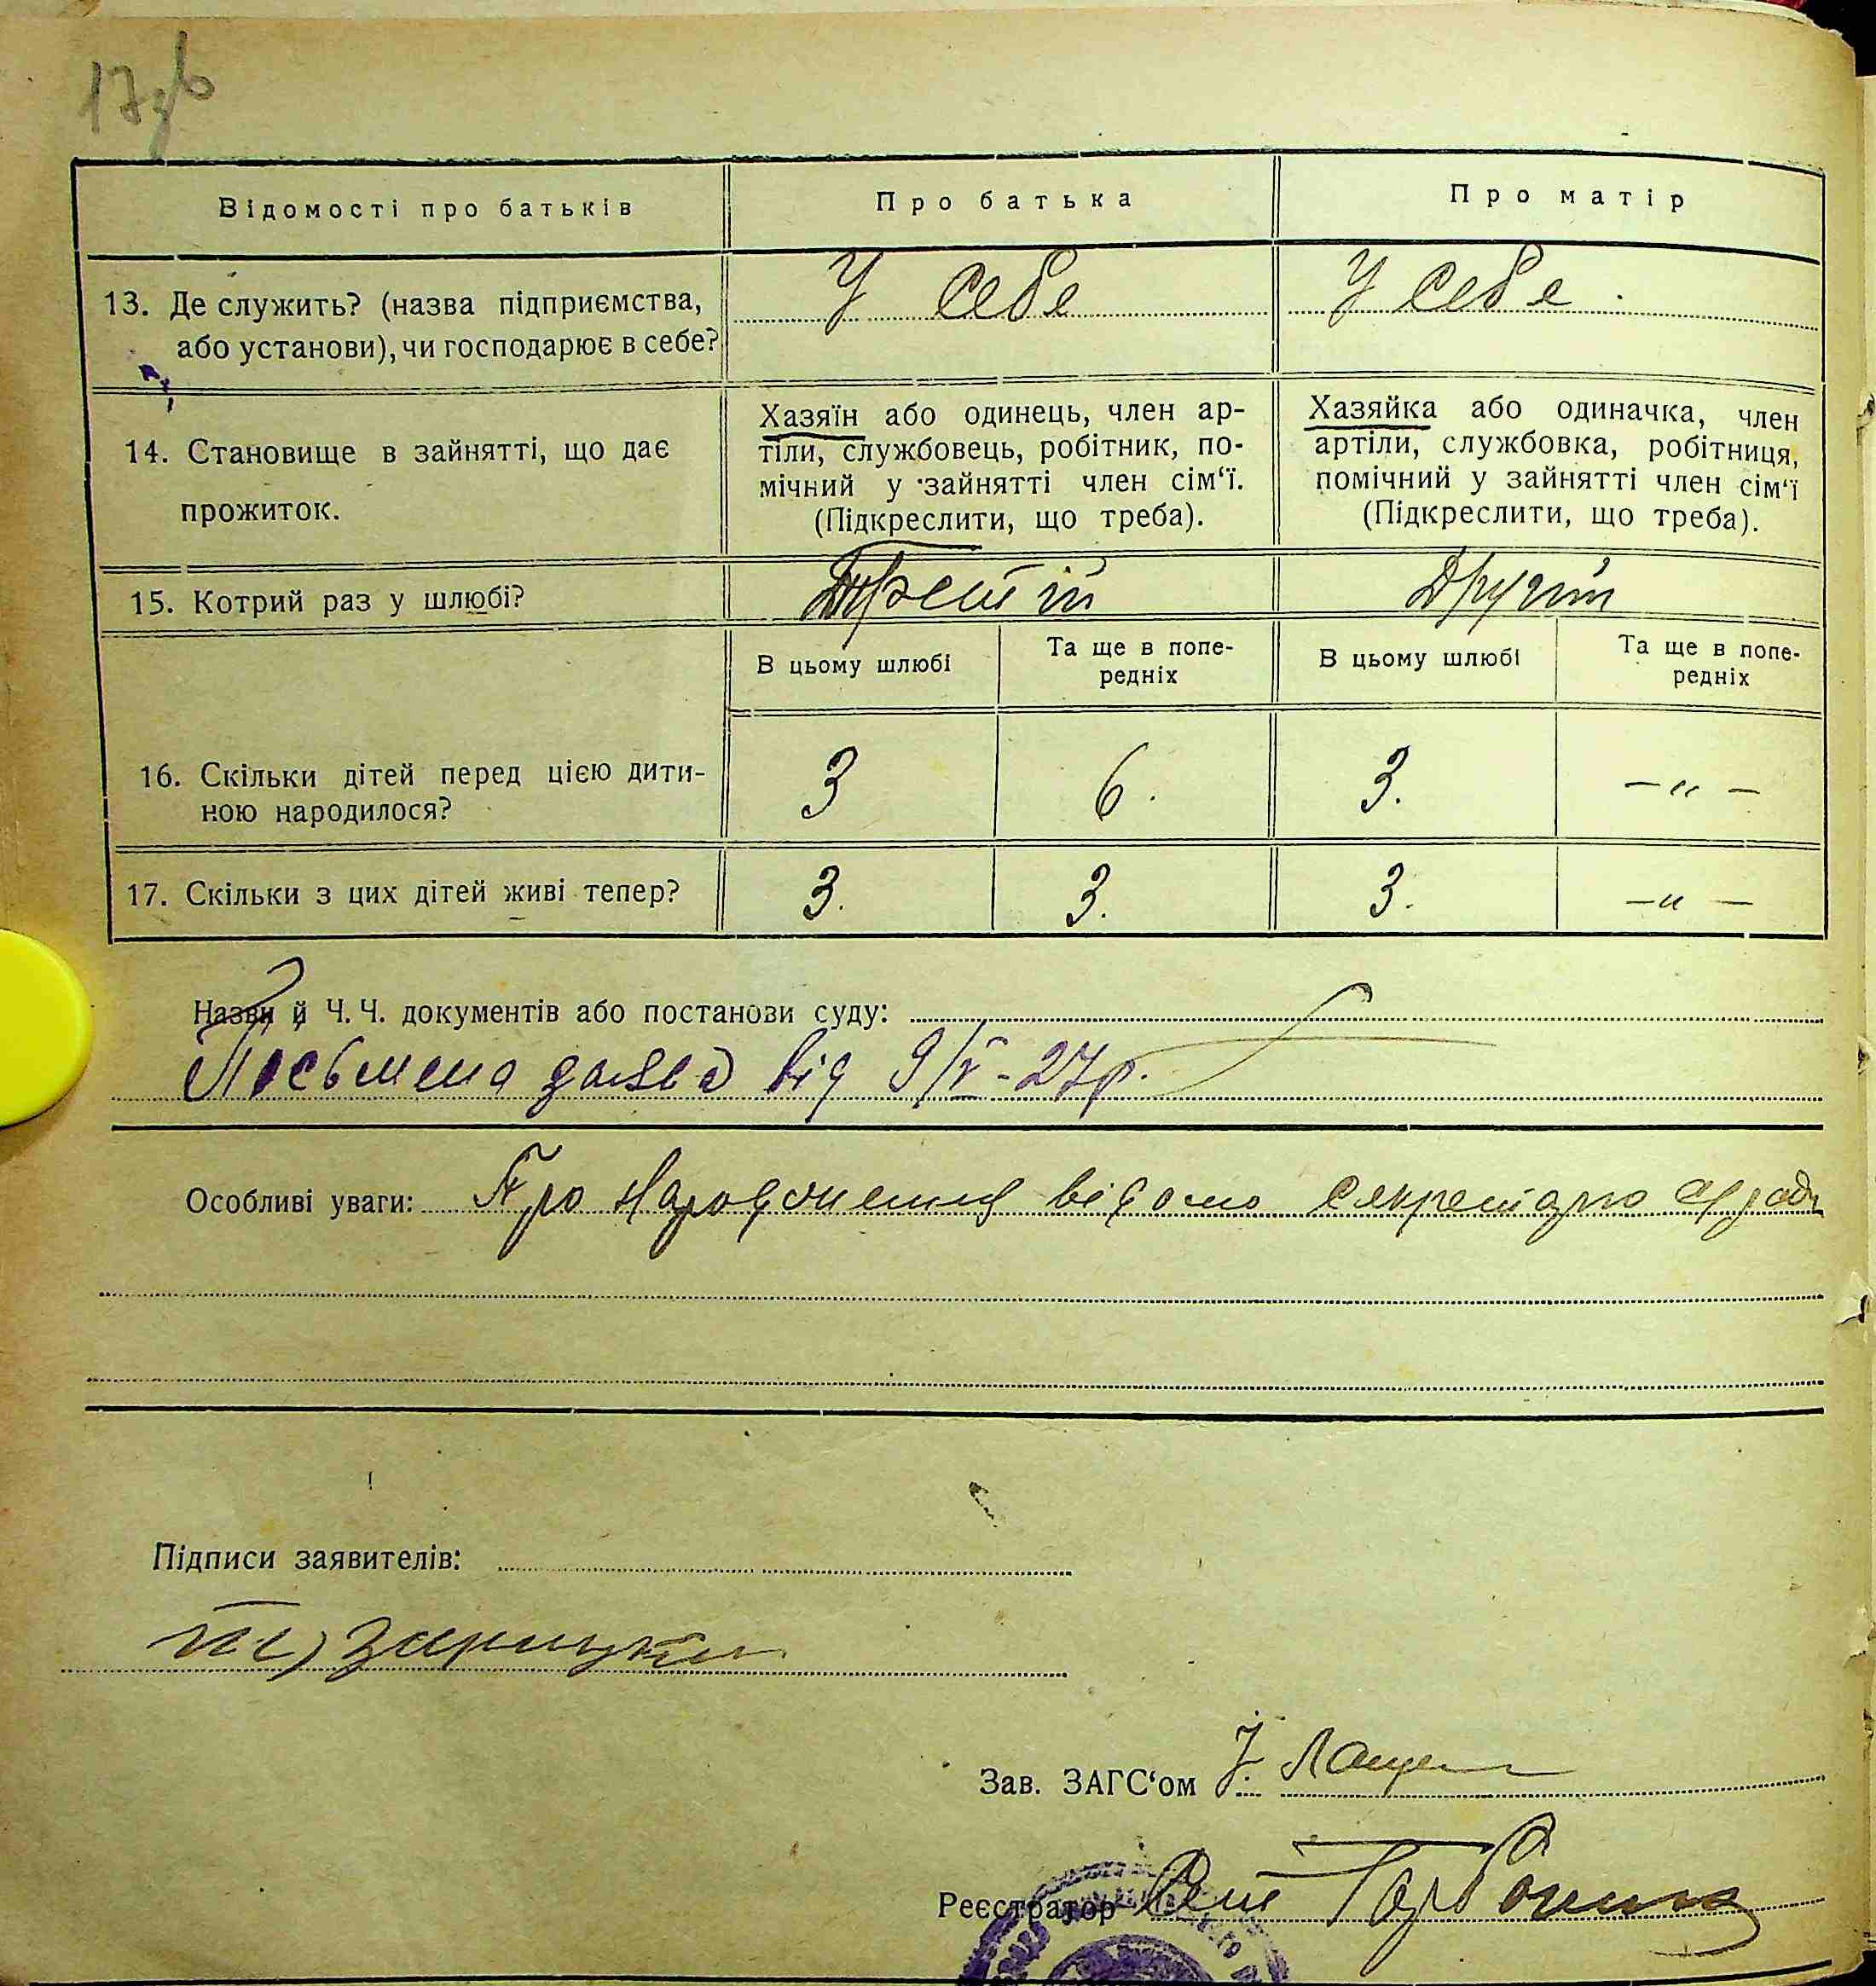 17зв
Відомості про батьків
Про батька
Про матір
13. Де служить? (назва підприємства,
або установи), чи господарює в себе?
У себе
У себе.
14. Становище в зайнятті, що дає
прожиток.
Хазяїн або одинець, член ар-
тіли, службовець, робітник, по-
мічний у зайнятті член сім‘ї.
(Підкреслити, що треба).
Хазяйка або одиначка, член
артіли, службовка, робітниця,
помічний у зайнятті член сім‘ї
(Підкреслити, що треба).
15. Котрий раз у шлюбі?
Третій
Другий
В цьому шлюбі
Та ще в попе-
редніх
В цьому шлюбі
Та ще в попе-
редніх
16. Скільки дітей перед цією дити-
ною народилося?
3
6.
3.
— „ —
17. Скільки з цих дітей живі тепер?
3.
3.
3.
— „ —
Назви й Ч. Ч. документів або постанови суду:
від 9/V - 27р.
Особливі уваги: Про народження відомо секретарю
Підписи заявителів:
Зав. ЗАГС‘ом
Реєстратор